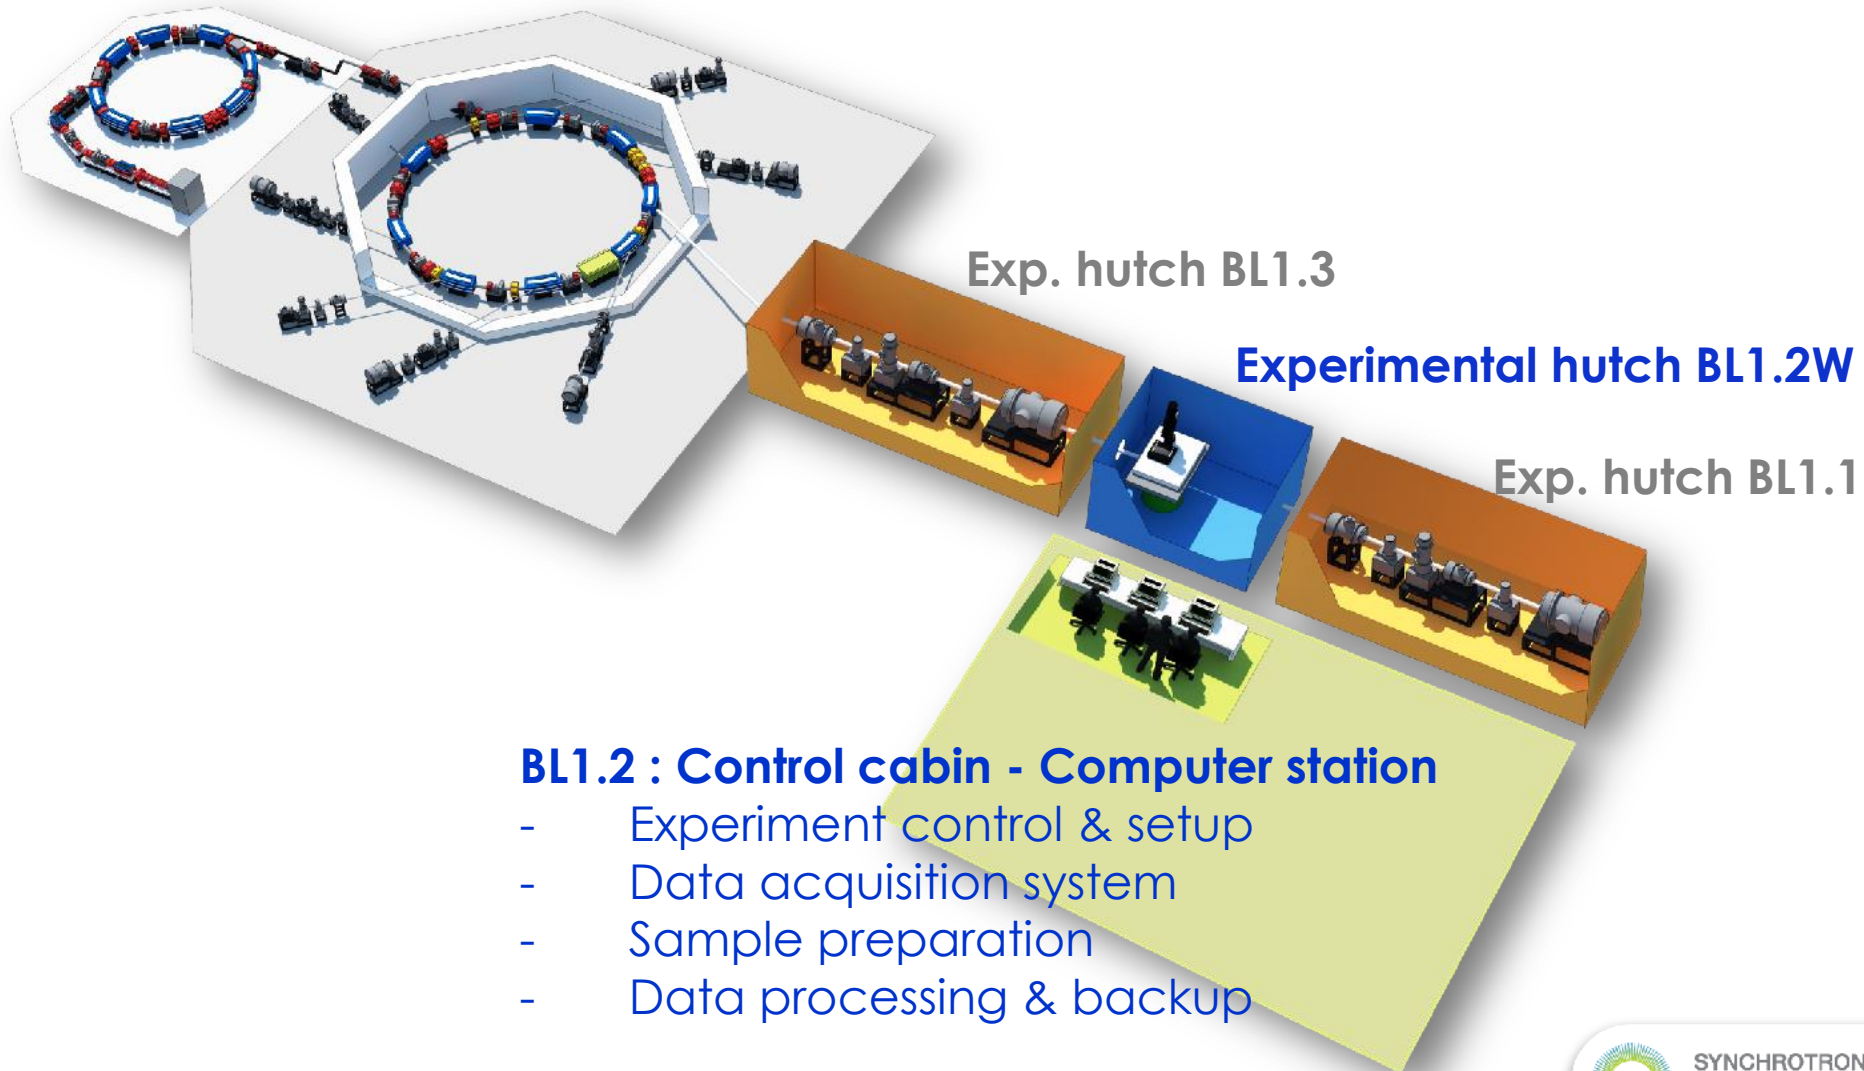 Exp. hutch BL1.3
Experimental hutch BL1.2W
Exp. hutch BL1.1
BL1.2 : Control cabin - Computer station
- Experiment control & setup
- Data acquisition system
- Sample preparation
- Data processing & backup
SYNCHROTRON